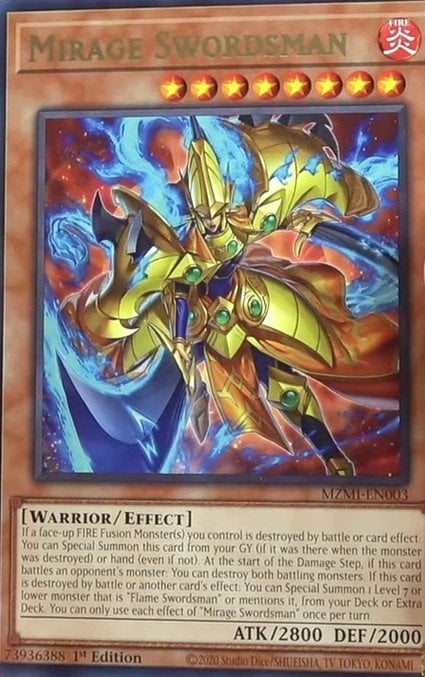 MIRAGE SWORDSMAN
FIRE
炎
MZMI-EN003
[WARRIOR/EFFECT]
If a face-up FIRE Fusion Monster(s) you control is destroyed by battle or card effect:
You can Special Summon this card from your GY (if it was there when the monster
was destroyed) or hand (even if not). At the start of the Damage Step, if this card
battles an opponent's monster: You can destroy both battling monsters. If this card
is destroyed by battle or another card's effect: You can Special Summon 1 Level 7 or
lower monster that is "Flame Swordsman" or mentions it, from your Deck or Extra
Deck. You can only use each effect of "Mirage Swordsman" once per turn.
ATK/2800 DEF/2000
73936388 1st Edition
©2020 Studio Dice/SHUEISHA, TV TOKYO, KONAMI